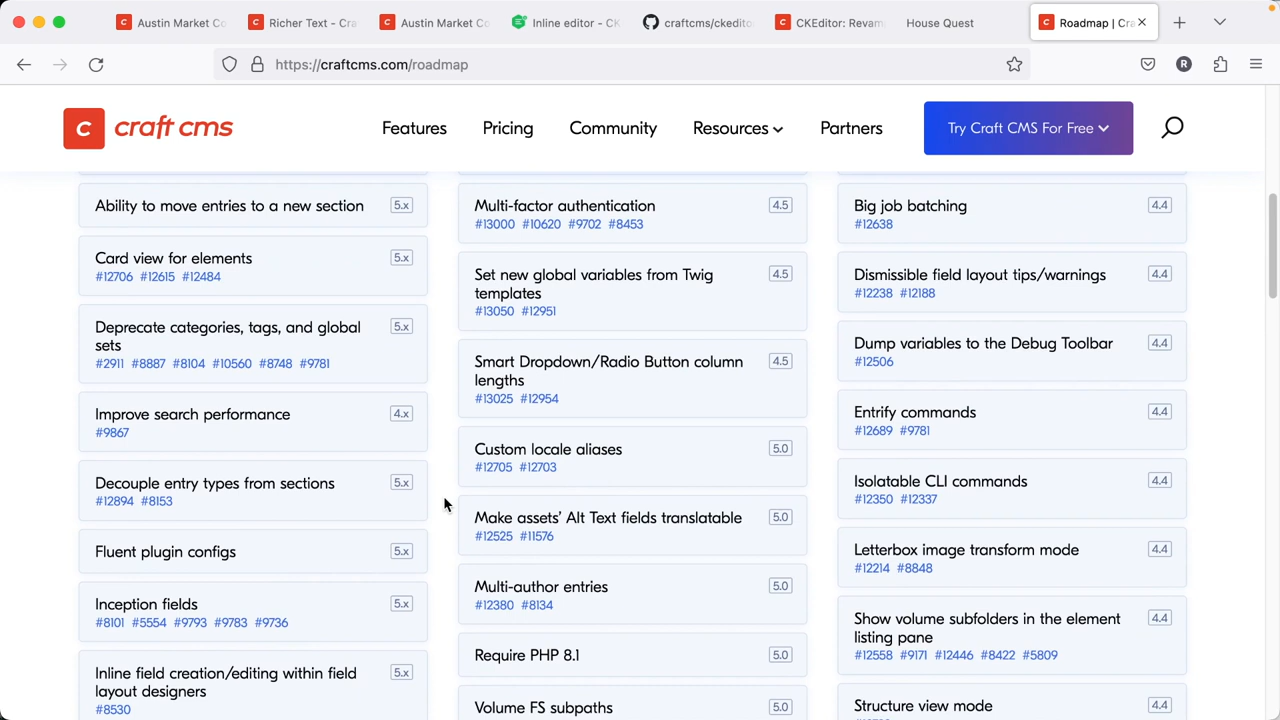 Austin Market Co
Richer Text - Cra
Austin Market Co
Inline editor - CK
craftcms/ckedito
CKEditor: Revam
House Quest
Roadmap | Cra
https://craftcms.com/roadmap
R
c craft cms
Features
Pricing
Community
Resources
Partners
Try Craft CMS For Free
Ability to move entries to a new section 5.x
Card view for elements 5.x
#12706 #12615 #12484
Deprecate categories, tags, and global 5.x
sets
#2911 #8887 #8104 #10560 #8748 #9781
Improve search performance 4.x
#9867
Decouple entry types from sections 5.x
#12894 #8153
Fluent plugin configs 5.x
Inception fields 5.x
#8101 #5554 #9793 #9783 #9736
Inline field creation/editing within field 5.x
layout designers
#8530
Multi-factor authentication 4.5
#13000 #10620 #9702 #8453
Set new global variables from Twig 4.5
templates
#13050 #12951
Smart Dropdown/Radio Button column 4.5
lengths
#13025 #12954
Custom locale aliases 5.0
#12705 #12703
Make assets’ Alt Text fields translatable 5.0
#12525 #11576
Multi-author entries 5.0
#12380 #8134
Require PHP 8.1 5.0
Volume FS subpaths 5.0
Big job batching 4.4
#12638
Dismissible field layout tips/warnings 4.4
#12238 #12188
Dump variables to the Debug Toolbar 4.4
#12506
Entrify commands 4.4
#12689 #9781
Isolatable CLI commands 4.4
#12350 #12337
Letterbox image transform mode 4.4
#12214 #8848
Show volume subfolders in the element 4.4
listing pane
#12558 #9171 #12446 #8422 #5809
Structure view mode 4.4